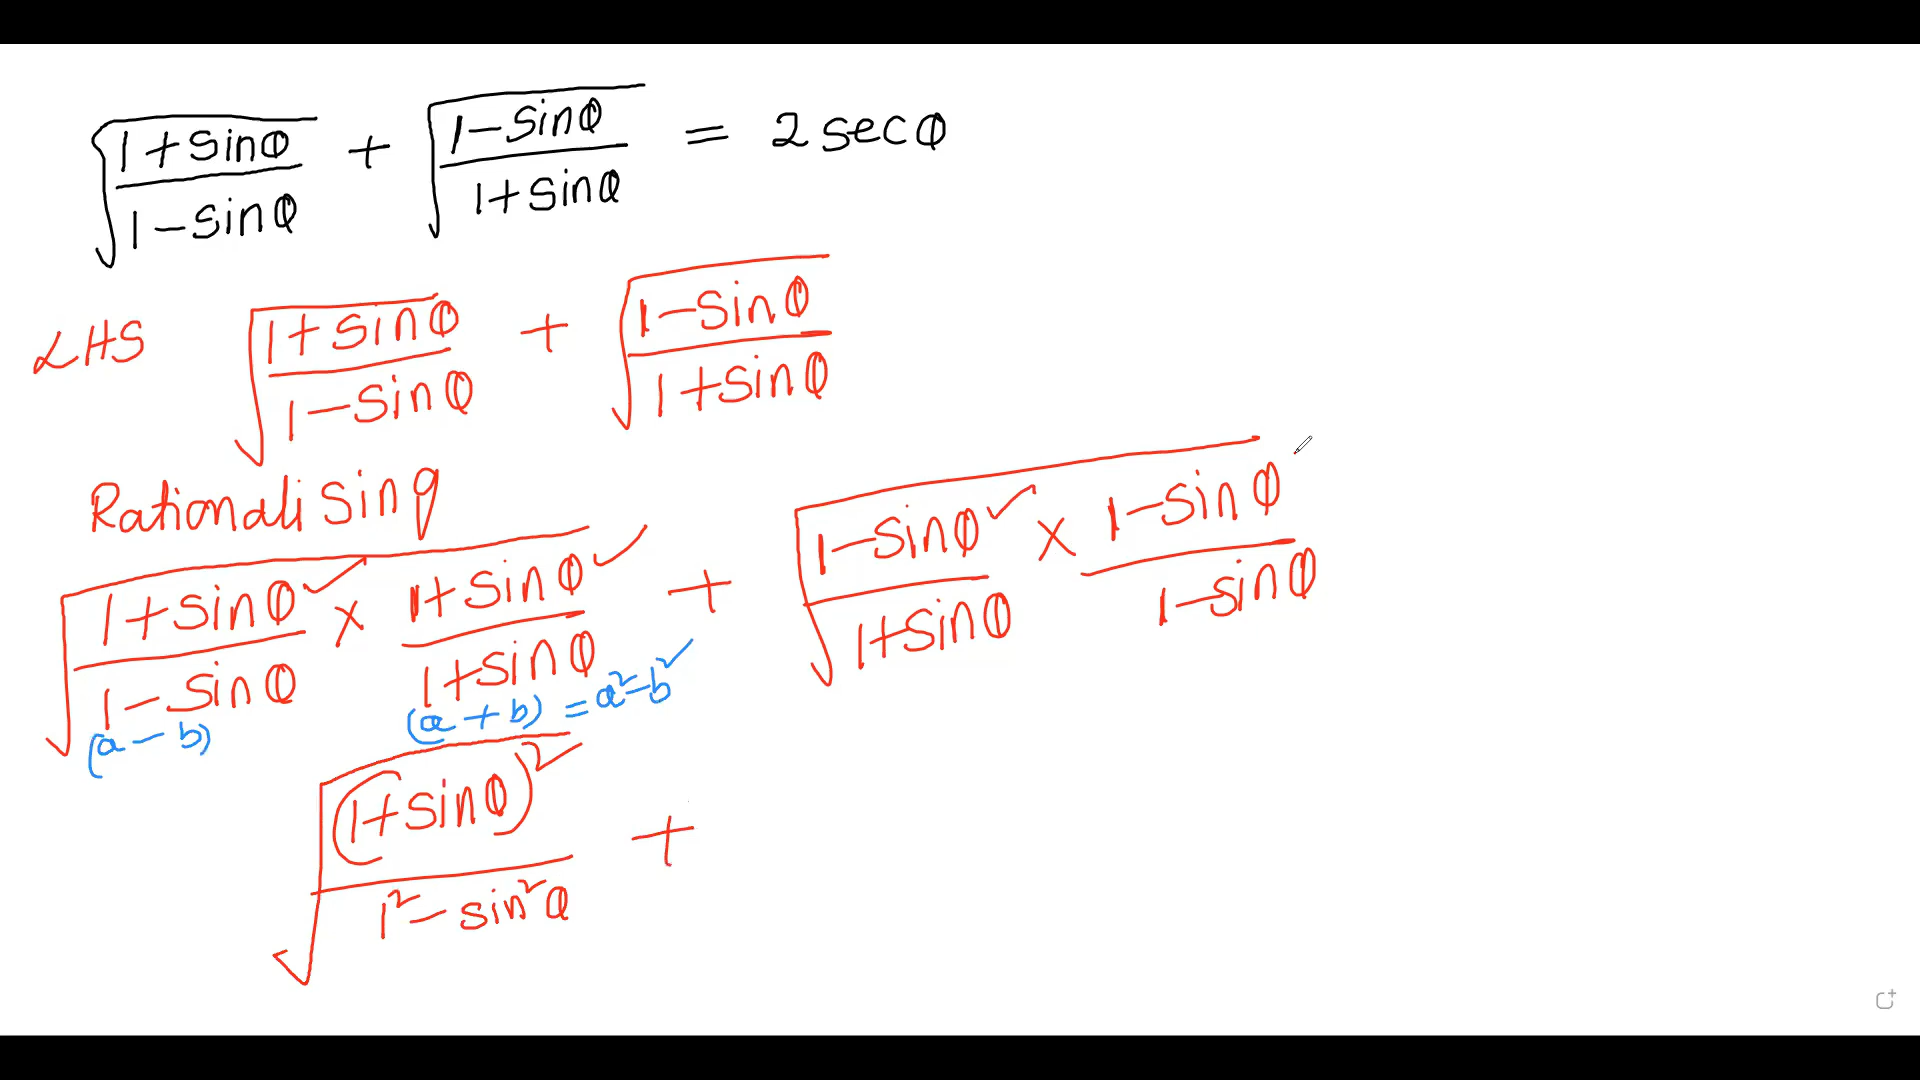 √((1+sinθ)/(1-sinθ)) + √((1-sinθ)/(1+sinθ)) = 2secθ
LHS √((1+sinθ)/(1-sinθ)) + √((1-sinθ)/(1+sinθ))
Rationalising
√((1+sinθ)✓/(1-sinθ) × (1+sinθ)✓/(1+sinθ)) + √((1-sinθ)✓/(1+sinθ) × (1-sinθ)/(1-sinθ))
(a-b) (a+b) = a²-b²✓
√((1+sinθ)²✓/(1²-sin²θ)) +